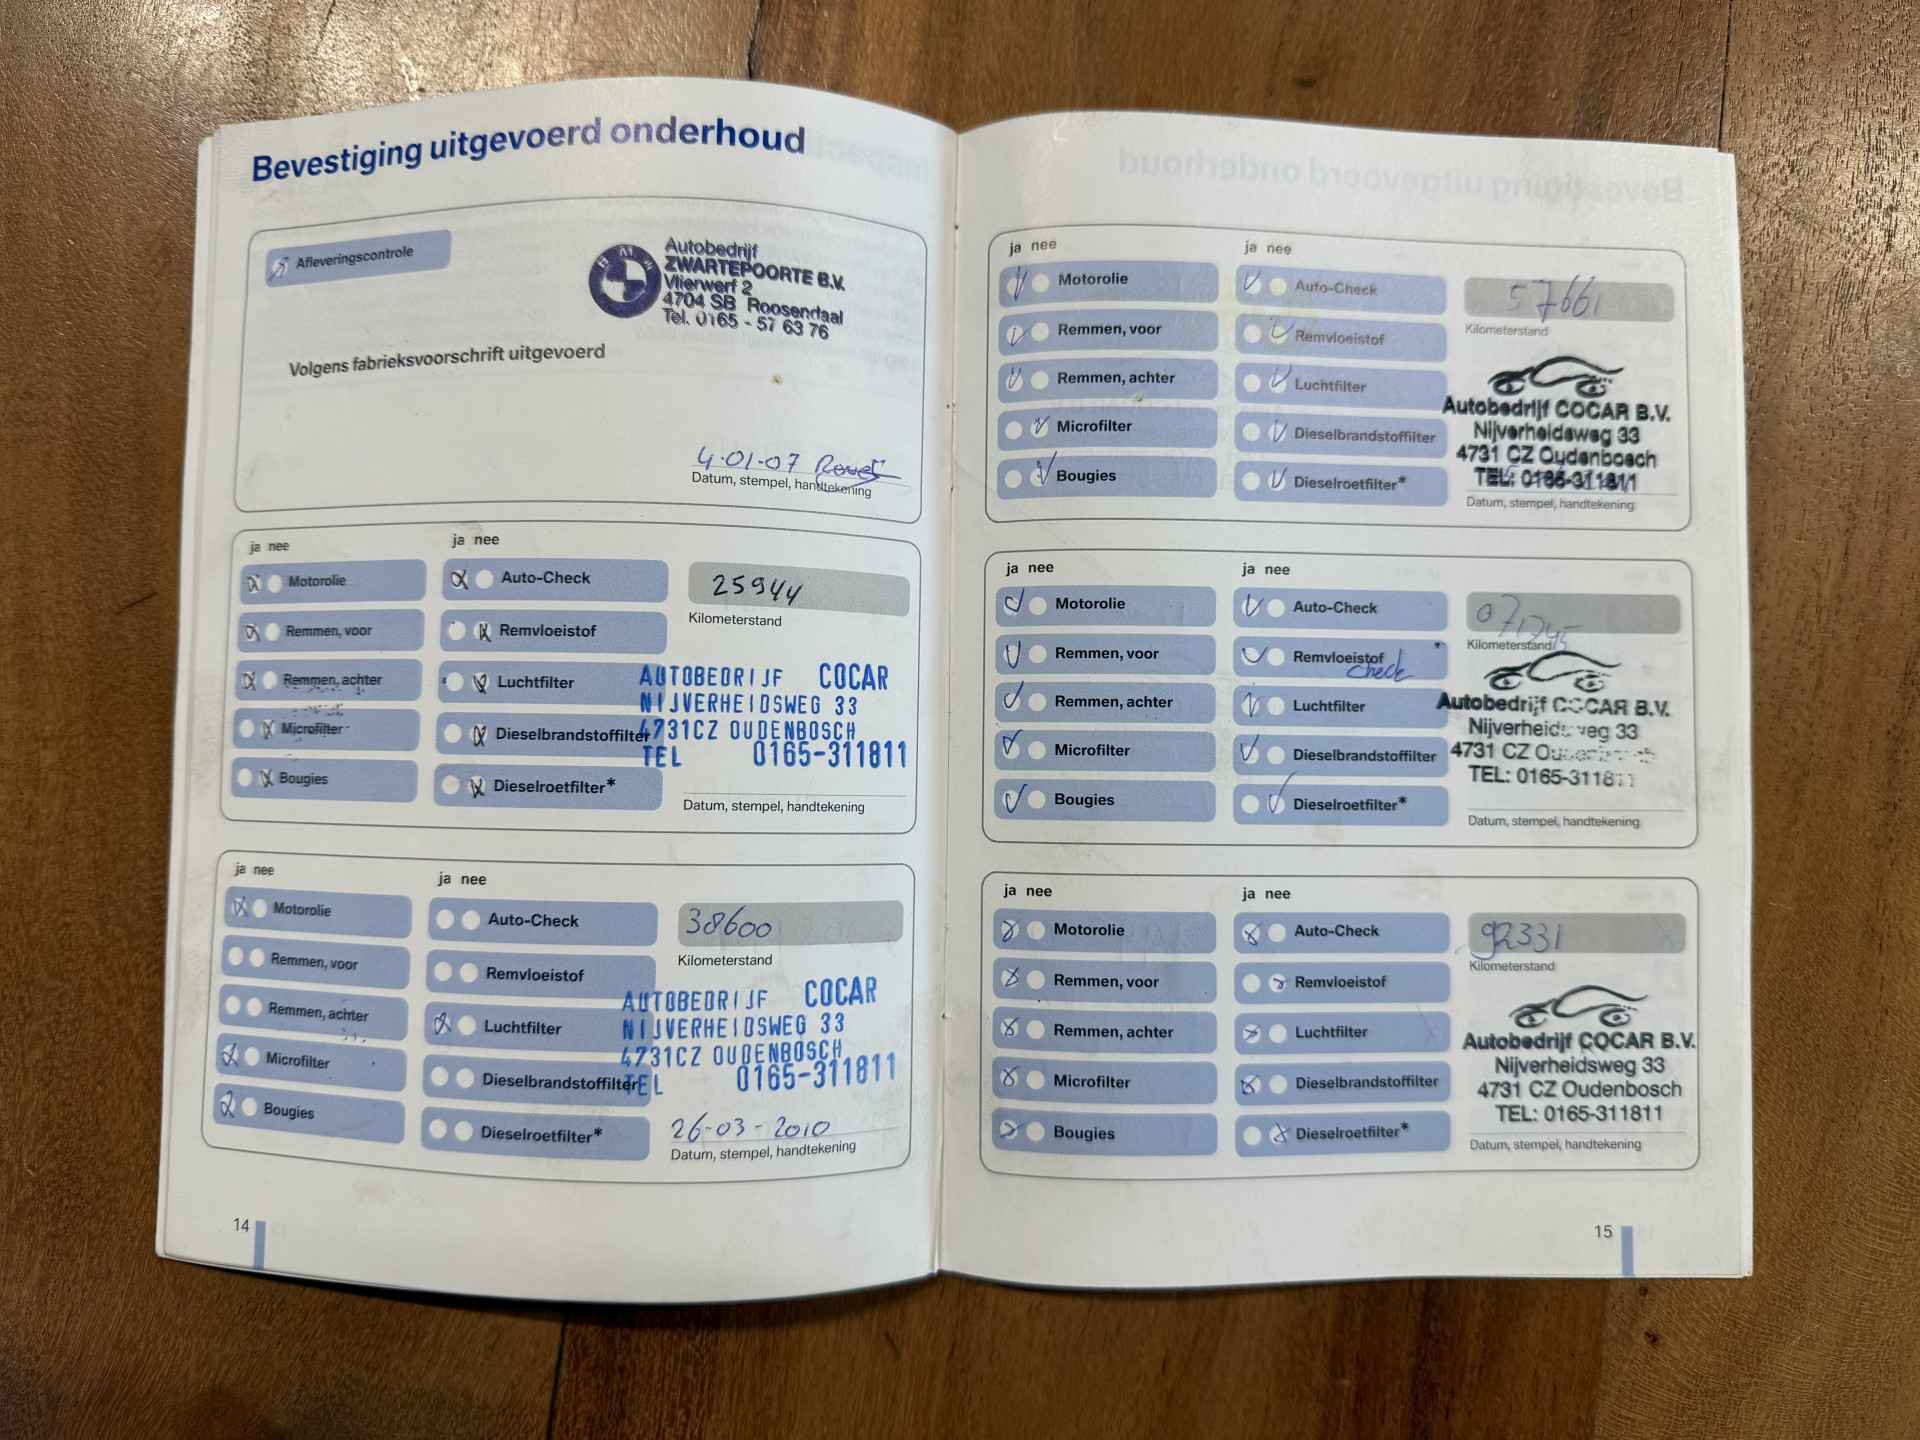 Bevestiging uitgevoerd onderhoud
Afleveringscontrole
BMW
Autobedrijf
ZWARTEPOORTE B.V.
Vlierwerf 2
4704 SB Roosendaal
Tel. 0165 - 57 63 76
Volgens fabrieksvoorschrift uitgevoerd
4-01-07
Datum, stempel, handtekening
ja nee
ja nee
Motorolie
Auto-Check
25944
Kilometerstand
Remmen, voor
Remvloeistof
Remmen, achter
Luchtfilter
Microfilter
Dieselbrandstoffilter
Bougies
Dieselroetfilter*
AUTOBEDRIJF COCAR
NIJVERHEIDSWEG 33
4731CZ OUDENBOSCH
TEL 0165-311811
Datum, stempel, handtekening
ja nee
ja nee
Motorolie
Auto-Check
38600
Kilometerstand
Remmen, voor
Remvloeistof
Remmen, achter
Luchtfilter
Microfilter
Dieselbrandstoffilter
Bougies
Dieselroetfilter*
AUTOBEDRIJF COCAR
NIJVERHEIDSWEG 33
4731CZ OUDENBOSCH
TEL 0165-311811
26-03-2010
Datum, stempel, handtekening
14
ja nee
ja nee
Motorolie
Auto-Check
57661
Kilometerstand
Remmen, voor
Remvloeistof
Remmen, achter
Luchtfilter
Microfilter
Dieselbrandstoffilter
Bougies
Dieselroetfilter*
Autobedrijf COCAR B.V.
Nijverheidsweg 33
4731 CZ Oudenbosch
TEL: 0165-311811
Datum, stempel, handtekening
ja nee
ja nee
Motorolie
Auto-Check
Kilometerstand
Remmen, voor
Remvloeistof
check
Remmen, achter
Luchtfilter
Microfilter
Dieselbrandstoffilter
Bougies
Dieselroetfilter*
Autobedrijf COCAR B.V.
Nijverheidsweg 33
4731 CZ Oudenbosch
TEL: 0165-311811
Datum, stempel, handtekening
ja nee
ja nee
Motorolie
Auto-Check
92331
Kilometerstand
Remmen, voor
Remvloeistof
Remmen, achter
Luchtfilter
Microfilter
Dieselbrandstoffilter
Bougies
Dieselroetfilter*
Autobedrijf COCAR B.V.
Nijverheidsweg 33
4731 CZ Oudenbosch
TEL: 0165-311811
Datum, stempel, handtekening
15